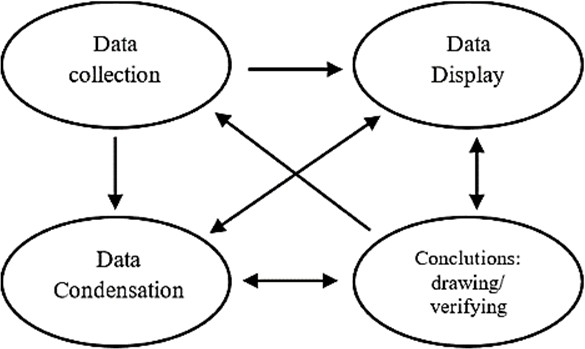 Data
collection
Data
Display
Data
Condensation
Conclutions:
drawing/
verifying